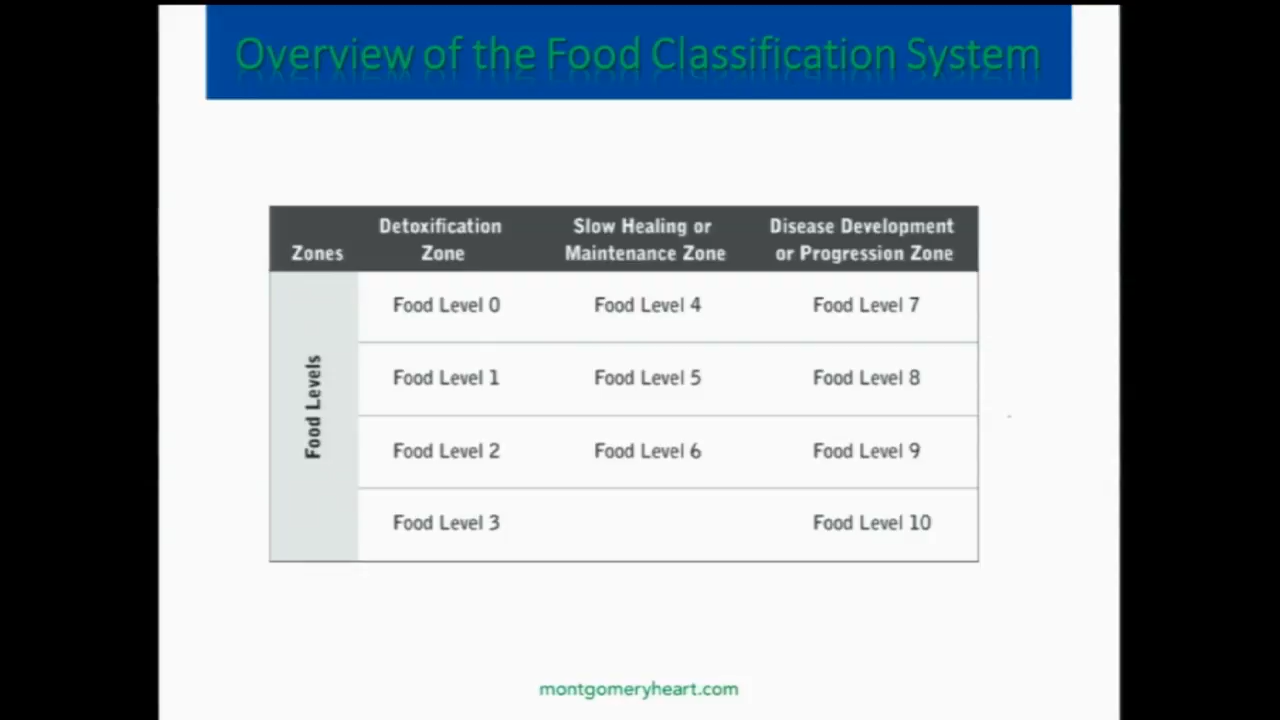 Overview of the Food Classification System
Zones
Detoxification
Zone
Slow Healing or
Maintenance Zone
Disease Development
or Progression Zone
Food Levels
Food Level 0
Food Level 4
Food Level 7
Food Level 1
Food Level 5
Food Level 8
Food Level 2
Food Level 6
Food Level 9
Food Level 3
Food Level 10
montgomeryheart.com